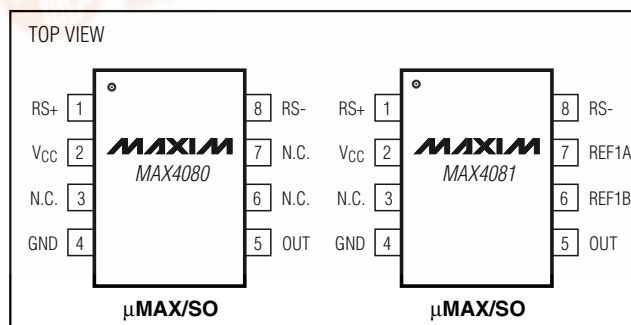 TOP VIEW
RS+ 1 8 RS-
VCC 2 MAXIM 7 N.C.
MAX4080
N.C. 3 6 N.C.
GND 4 5 OUT
µMAX/SO
RS+ 1 8 RS-
VCC 2 MAXIM 7 REF1A
MAX4081
N.C. 3 6 REF1B
GND 4 5 OUT
µMAX/SO